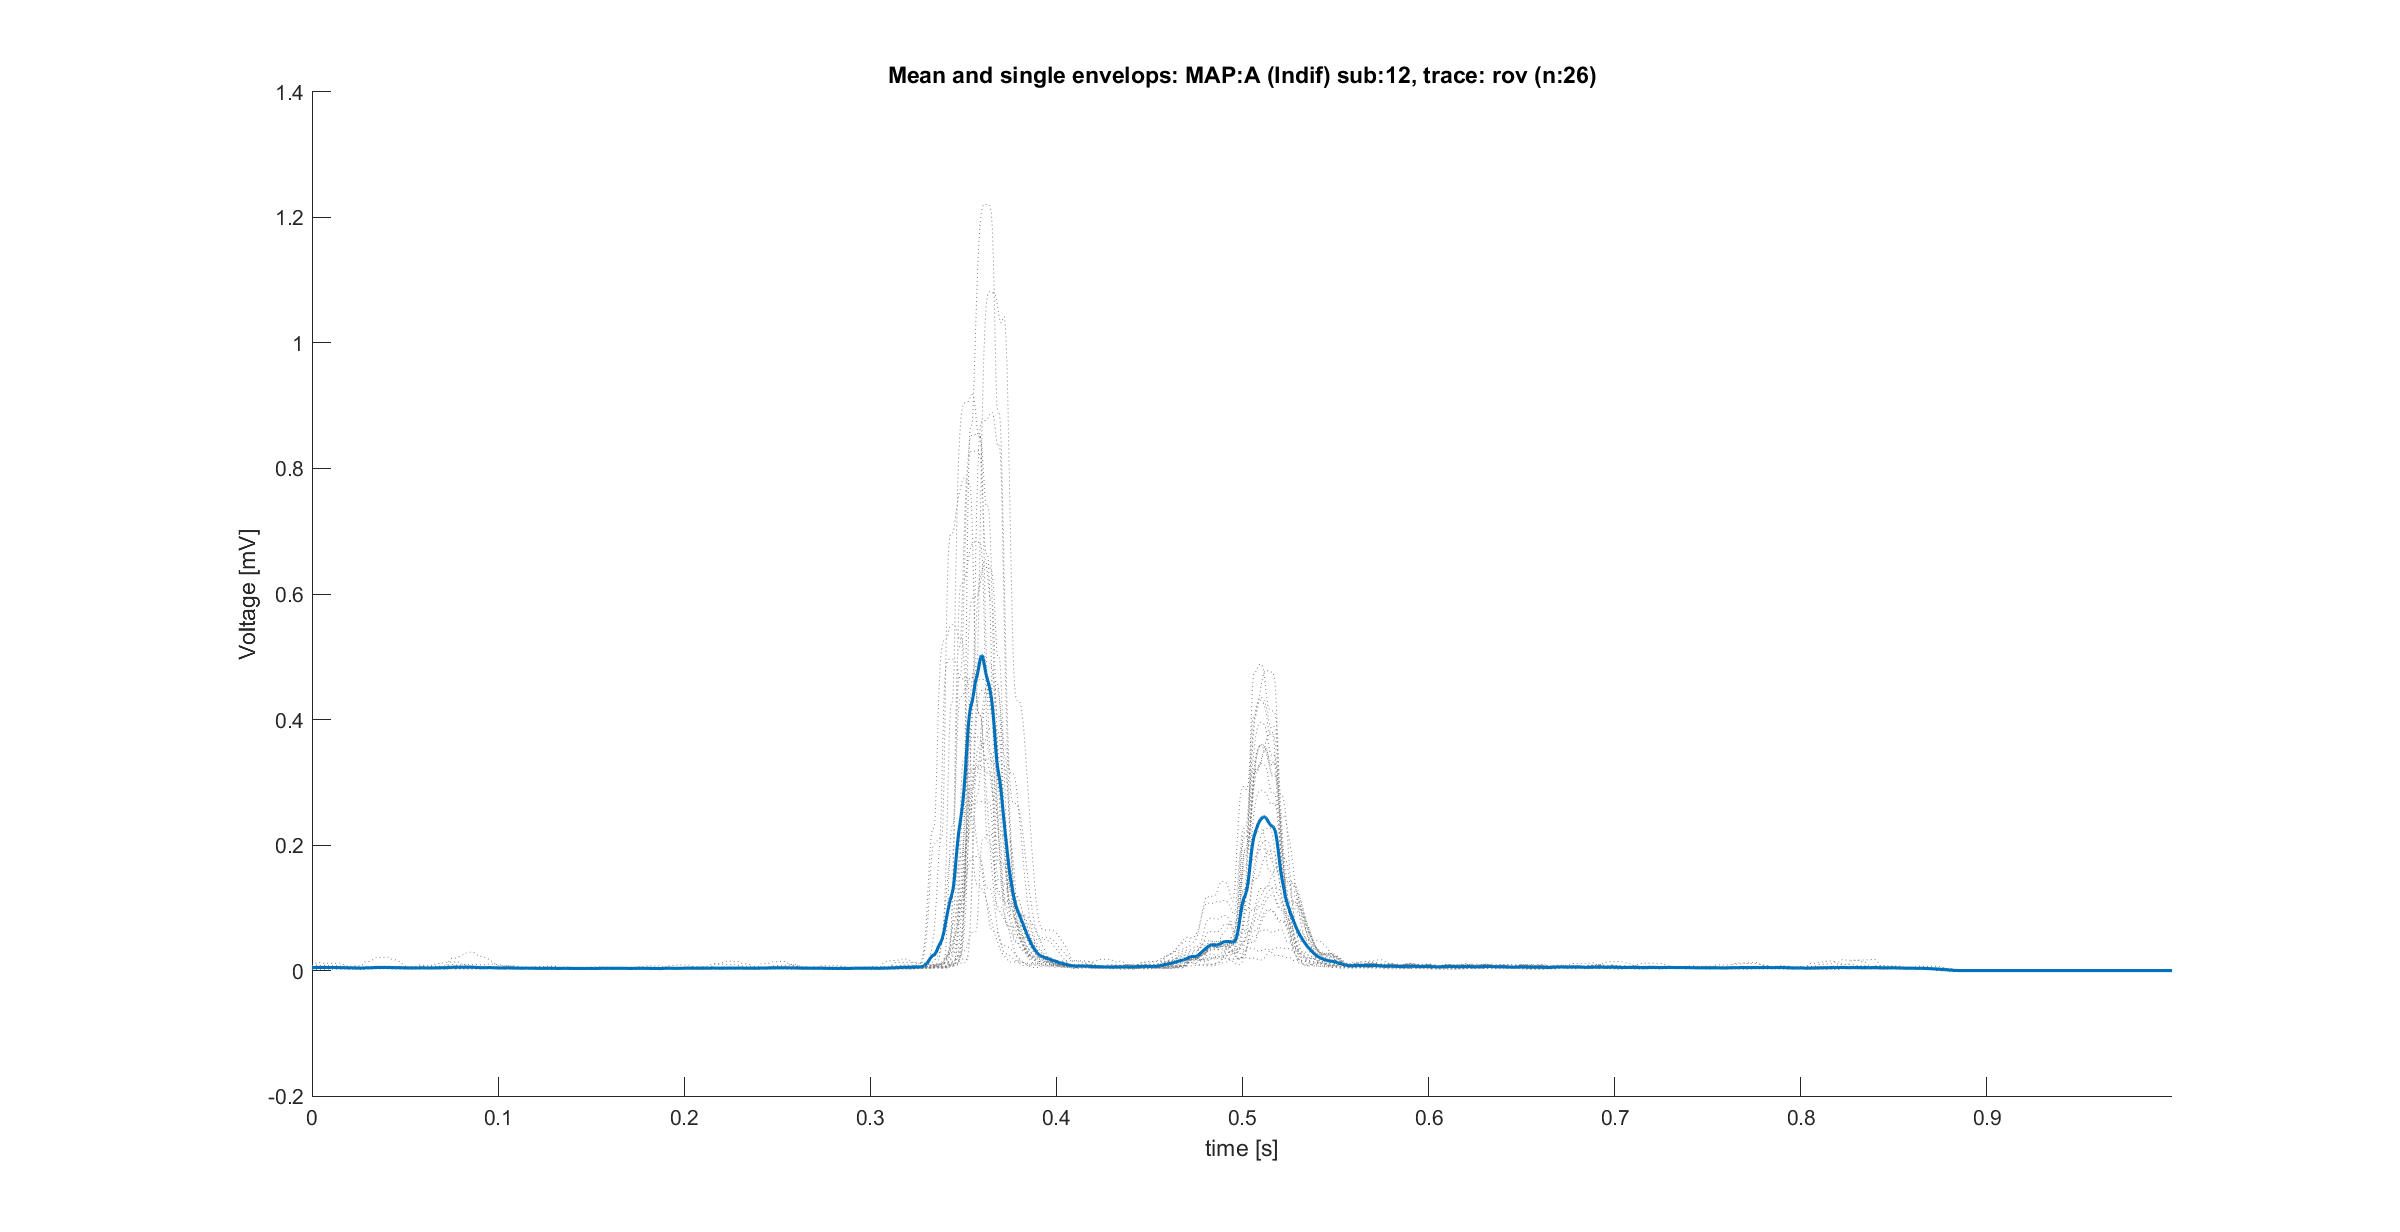 Mean and single envelops: MAP:A (Indif) sub:12, trace: rov (n:26)
1.4
1.2
1
0.8
0.6
0.4
0.2
0
-0.2
Voltage [mV]
0 0.1 0.2 0.3 0.4 0.5 0.6 0.7 0.8 0.9
time [s]